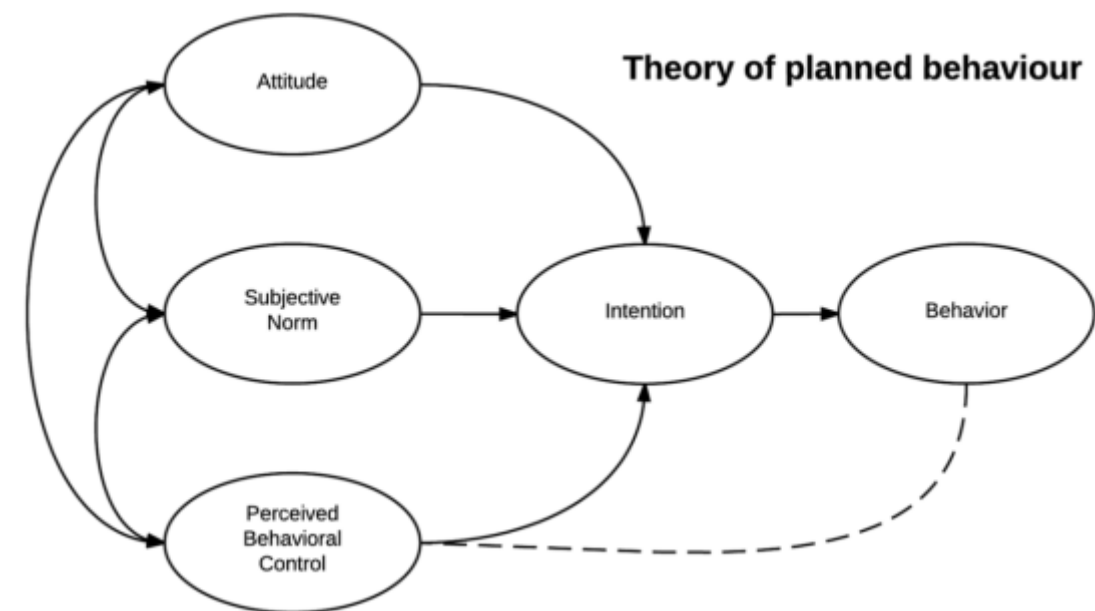 Theory of planned behaviour
Attitude
Subjective
Norm
Intention
Behavior
Perceived
Behavioral
Control